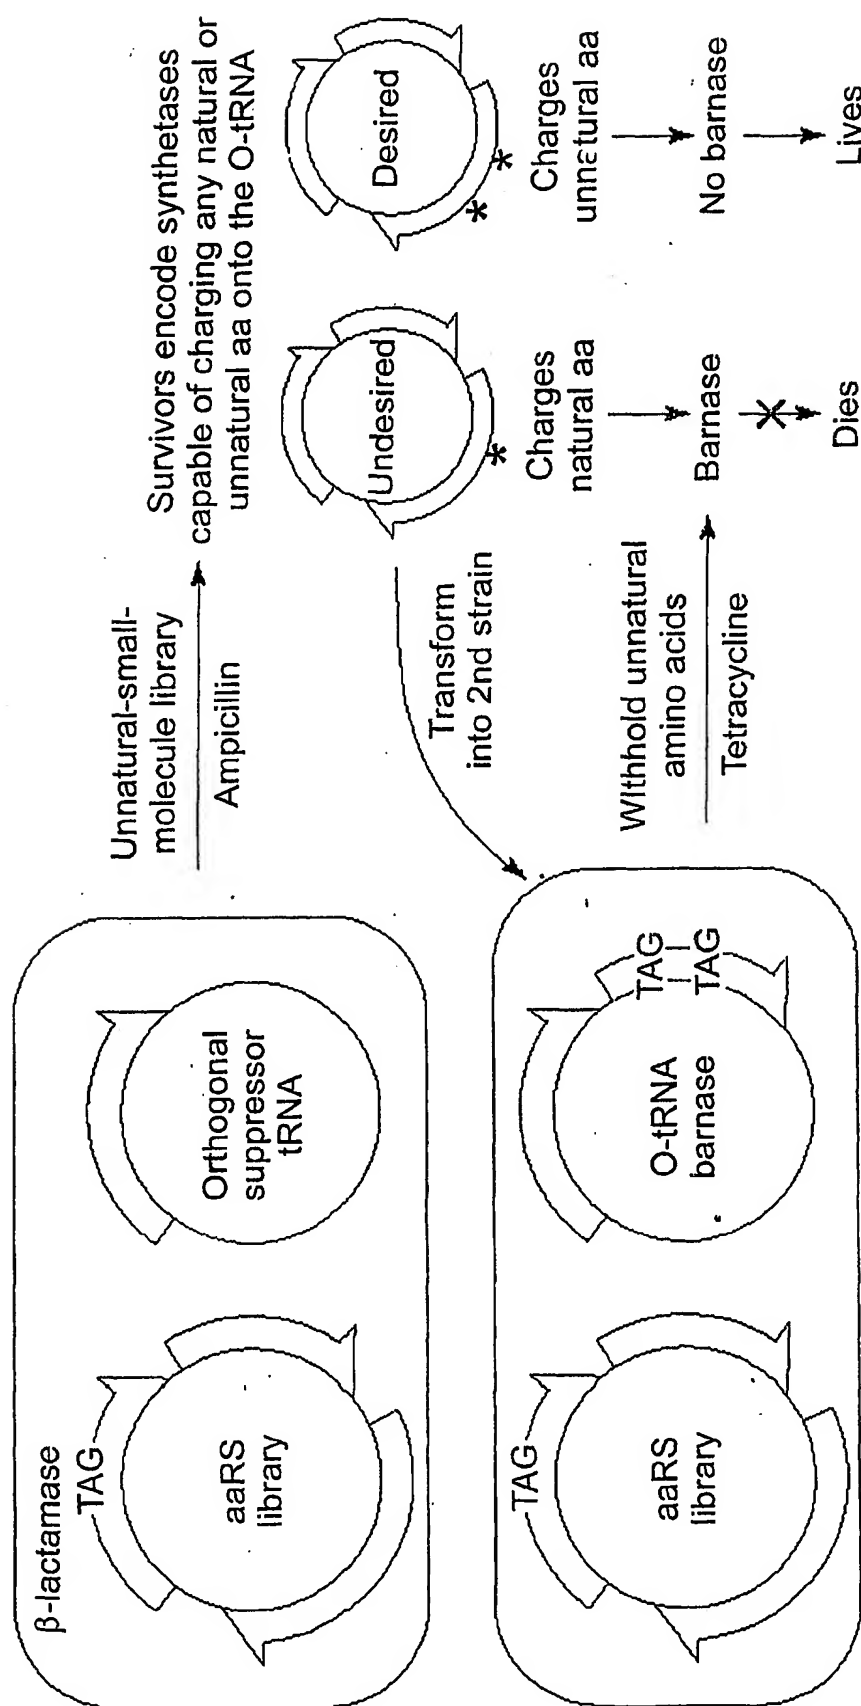 β-lactamase
TAG
aaRS
library
Orthogonal
suppressor
tRNA
Unnatural-small-
molecule library
Ampicillin
Survivors encode synthetases
capable of charging any natural or
unnatural aa onto the O-tRNA
Undesired
*
Desired
* *
Transform
into 2nd strain
Charges
natural aa
Barnase
X
Dies
Charges
unnatural aa
No barnase
Lives
TAG
aaRS
library
O-tRNA
barnase
TAG
TAG
Withhold unnatural
amino acids
Tetracycline